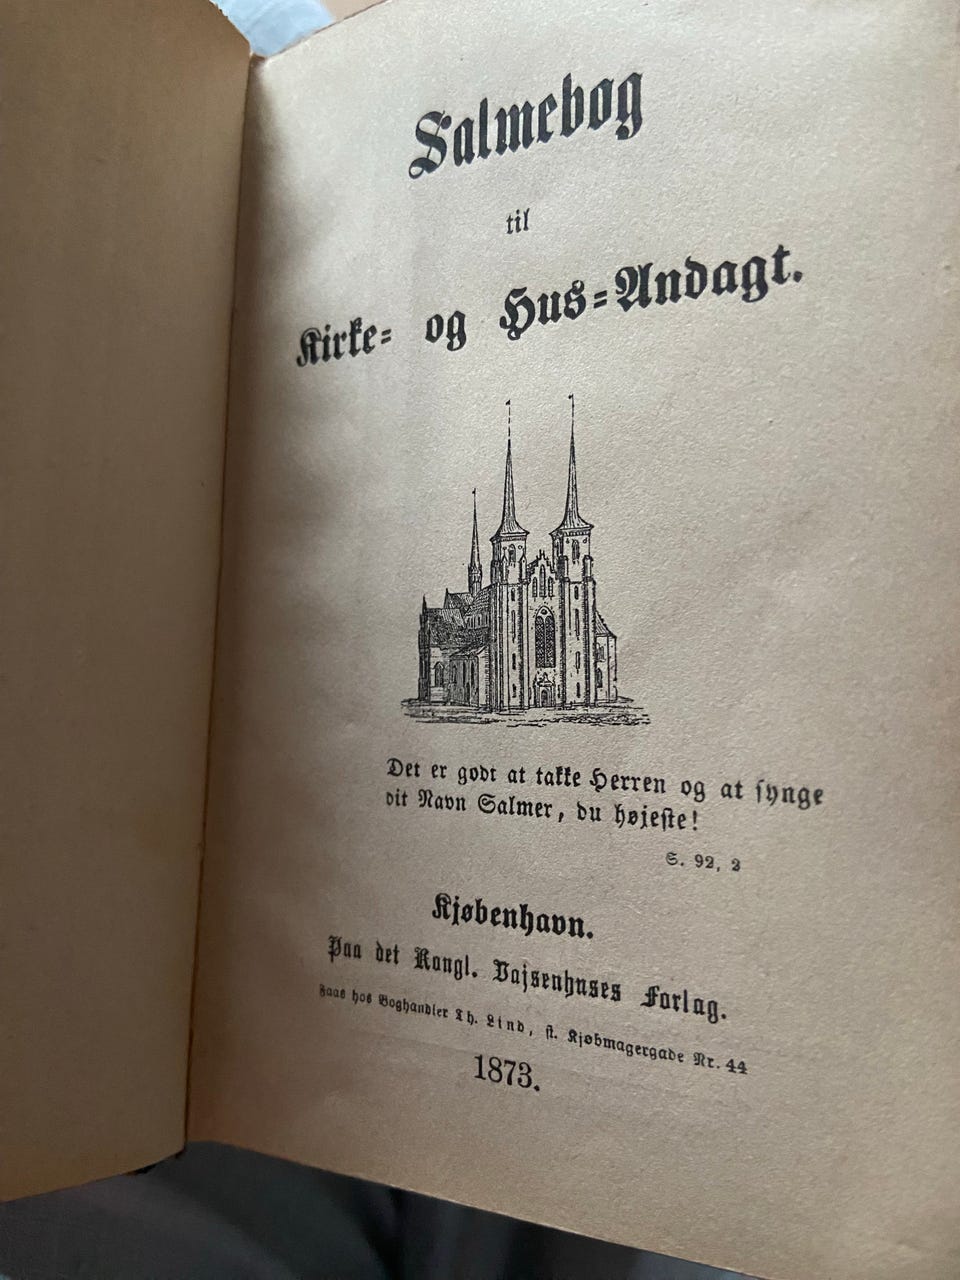 Salmebog
til
Kirke= og Hus=Andagt.
Det er godt at takke Herren og at synge
dit Navn Salmer, du højeste!
S. 92, 2
Kjøbenhavn.
Paa det Kongl. Vajsenhuses Forlag.
Faas hos Boghandler Th. Lind, st. Kjøbmagergade Nr. 44
1873.